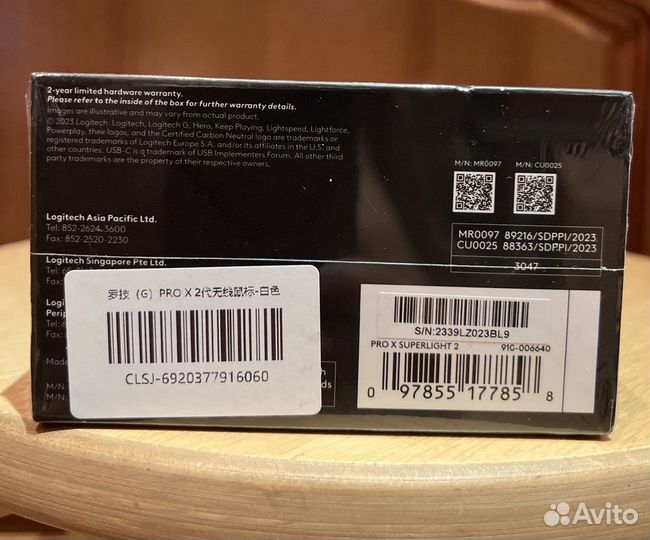 2-year limited hardware warranty.
Please refer to the inside of the box for further warranty details.
Images are illustrative and may vary from actual product.
© 2023 Logitech. Logitech, Logitech G, Hero, Keep Playing, Lightspeed, Lightforce,
Powerplay, their logos, and the Certified Carbon Neutral logo are trademarks or
registered trademarks of Logitech Europe S.A. and/or its affiliates in the U.S. and
other countries. USB-C is a trademark of USB Implementers Forum. All other third
party trademarks are the property of their respective owners.
M/N: MR0097 M/N: CU0025
Logitech Asia Pacific Ltd.
Tel: 852-2624-3600
Fax: 852-2520-2230
MR0097 89216/SDPPI/2023
CU0025 88363/SDPPI/2023
3047
Logitech Singapore Pte Ltd.
Tel:
Logi
Perip
Tel:
Fax:
Made
M/N:
M/N:
罗技（G）PRO X 2代无线鼠标-白色
CLSJ-6920377916060
S/N:2339LZ023BL9
PRO X SUPERLIGHT 2 910-006640
0 97855 17785 8
Avito